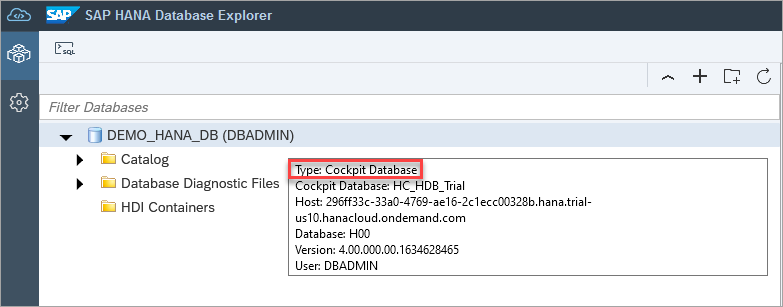 SAP SAP HANA Database Explorer
SQL
Filter Databases
DEMO_HANA_DB (DBADMIN)
Catalog
Database Diagnostic Files
HDI Containers
Type: Cockpit Database
Cockpit Database: HC_HDB_Trial
Host: 296ff33c-33a0-4769-ae16-2c1ecc00328b.hana.trial-
us10.hanacloud.ondemand.com
Database: H00
Version: 4.00.000.00.1634628465
User: DBADMIN